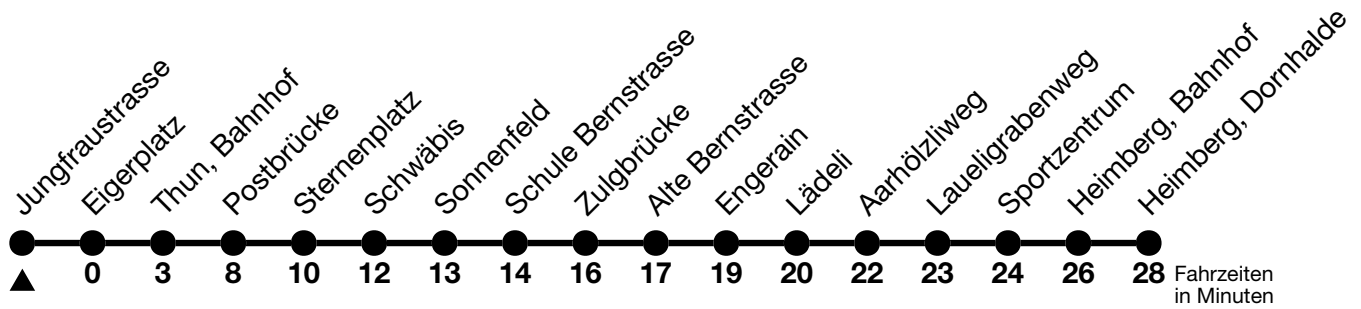 Jungfraustrasse
Eigerplatz
Thun, Bahnhof
Postbrücke
Sternenplatz
Schwäbis
Sonnenfeld
Schule Bernstrasse
Zulgbrücke
Alte Bernstrasse
Engerain
Lädeli
Aarhölzliweg
Laueligrabenweg
Sportzentrum
Heimberg, Bahnhof
Heimberg, Dornhalde
0 3 8 10 12 13 14 16 17 19 20 22 23 24 26 28 Fahrzeiten
in Minuten